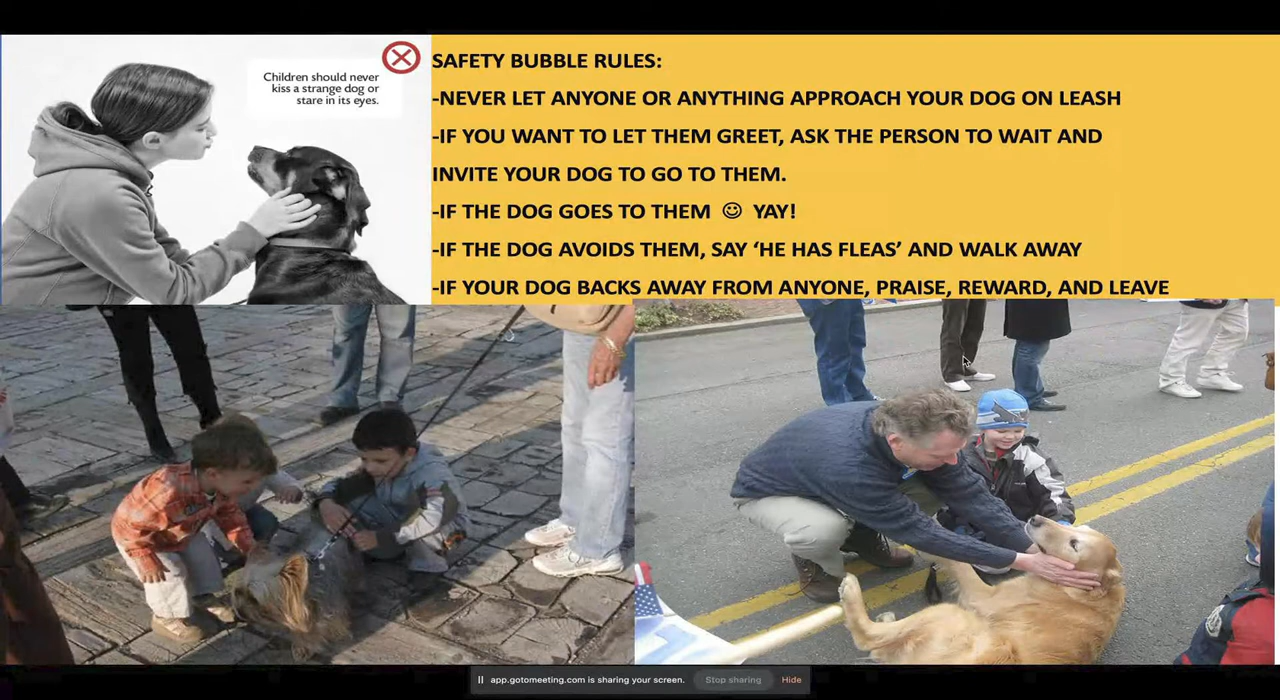 Children should never
kiss a strange dog or
stare in its eyes.
SAFETY BUBBLE RULES:
-NEVER LET ANYONE OR ANYTHING APPROACH YOUR DOG ON LEASH
-IF YOU WANT TO LET THEM GREET, ASK THE PERSON TO WAIT AND
INVITE YOUR DOG TO GO TO THEM.
-IF THE DOG GOES TO THEM ☺ YAY!
-IF THE DOG AVOIDS THEM, SAY ‘HE HAS FLEAS’ AND WALK AWAY
-IF YOUR DOG BACKS AWAY FROM ANYONE, PRAISE, REWARD, AND LEAVE
app.gotomeeting.com is sharing your screen. Stop sharing Hide